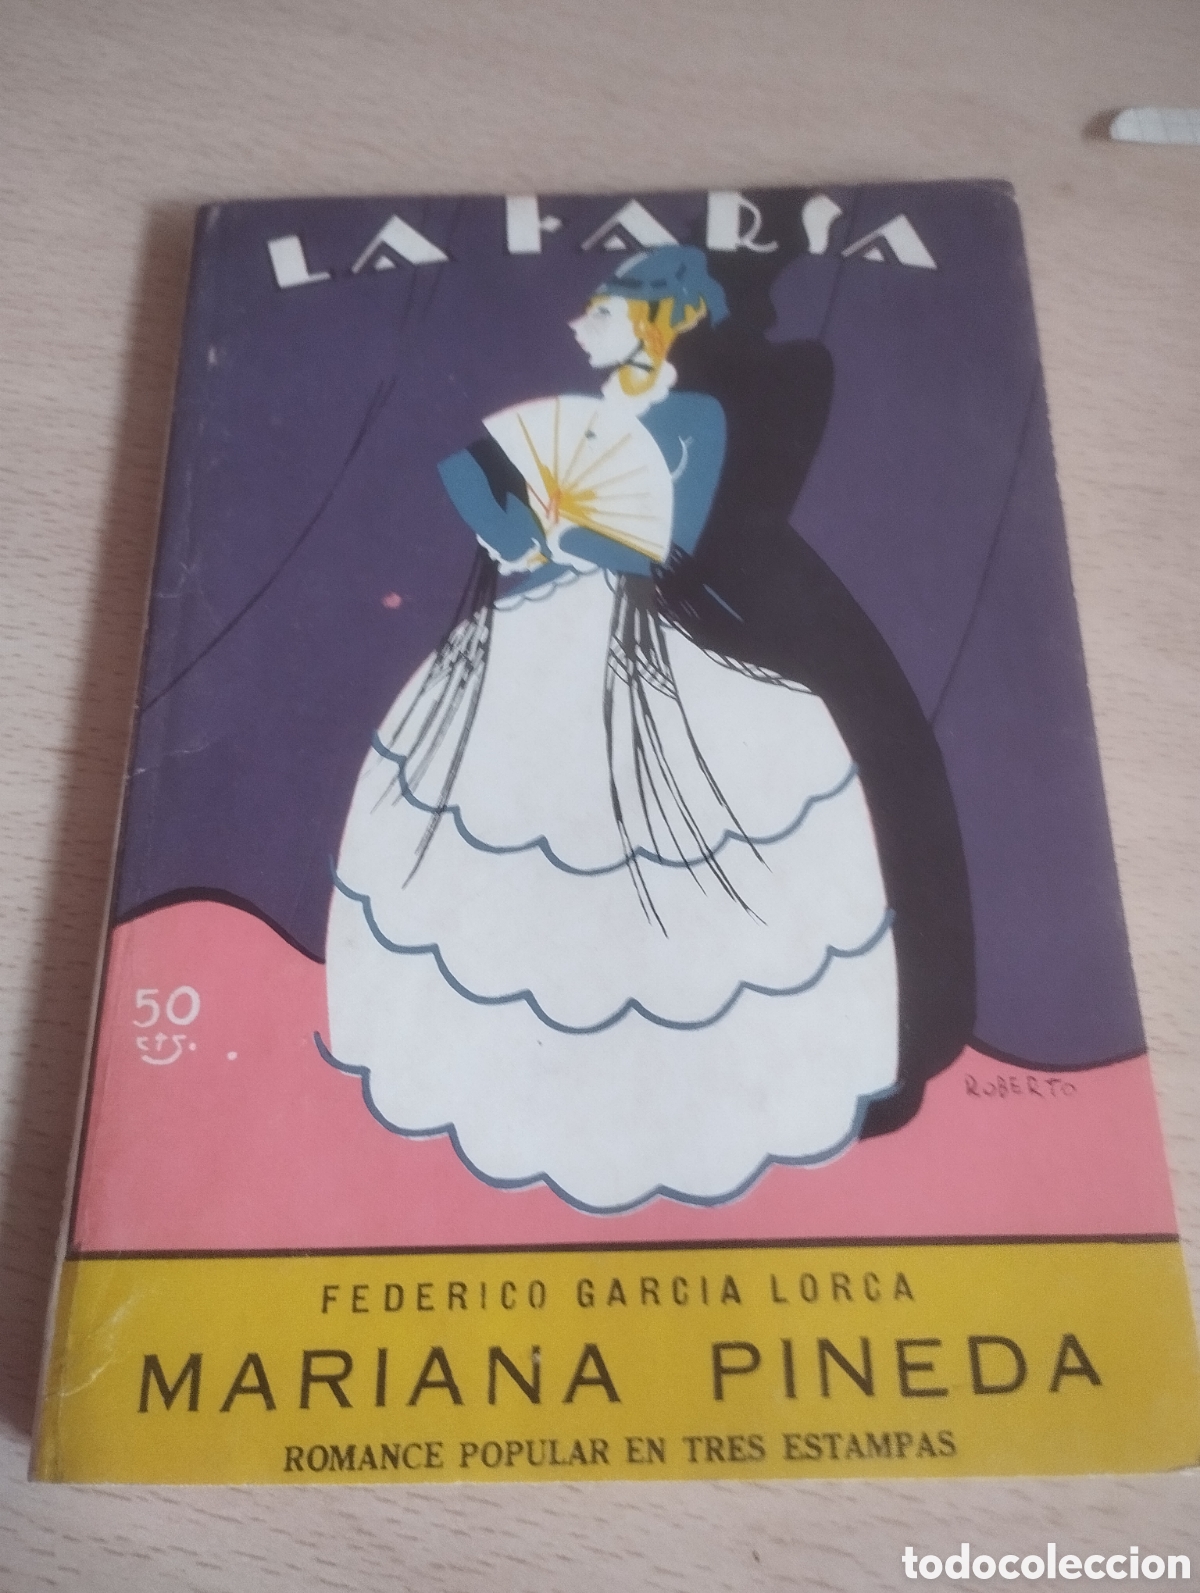 LA FARSA
50
cts.
ROBERTO
FEDERICO GARCIA LORCA
MARIANA PINEDA
ROMANCE POPULAR EN TRES ESTAMPAS
todocoleccion